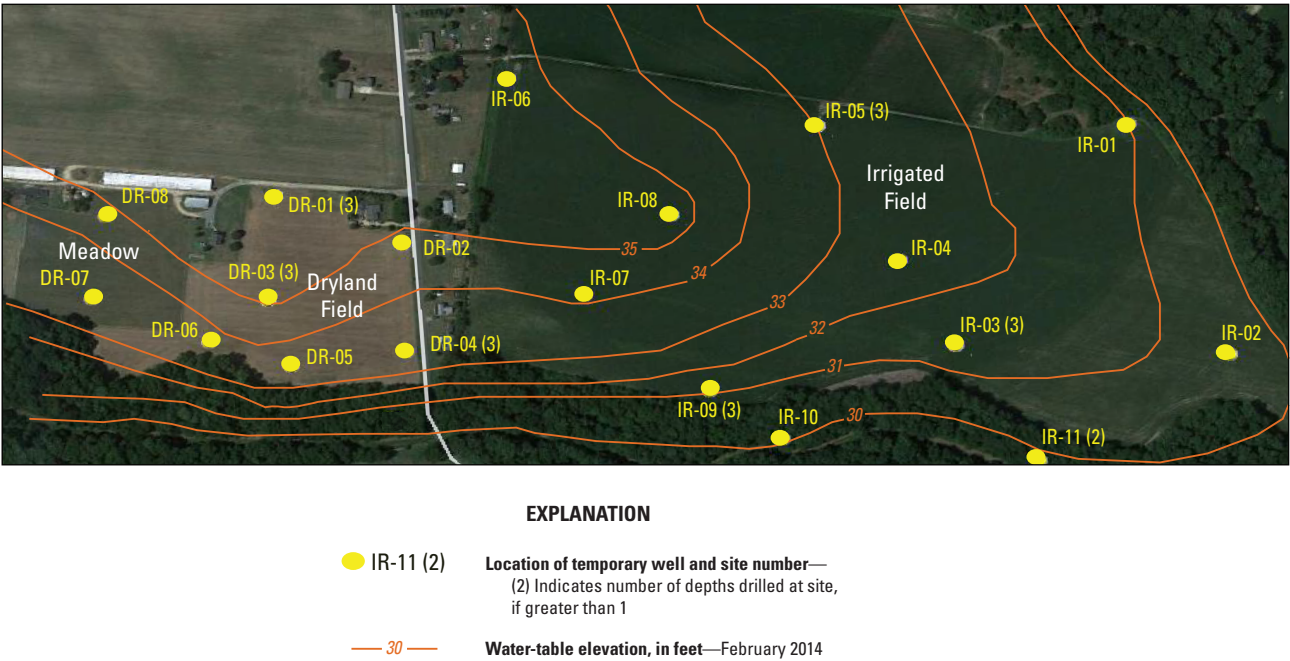 IR-06
IR-05 (3)
IR-01
Irrigated
Field
DR-08
DR-01 (3)
IR-08
DR-02
35
IR-04
Meadow
DR-07
DR-03 (3)
Dryland
Field
IR-07
34
33
32
DR-06
DR-05
DR-04 (3)
IR-03 (3)
IR-02
31
IR-09 (3)
IR-10
30
IR-11 (2)
EXPLANATION
IR-11 (2) Location of temporary well and site number—
(2) Indicates number of depths drilled at site,
if greater than 1
30 Water-table elevation, in feet—February 2014